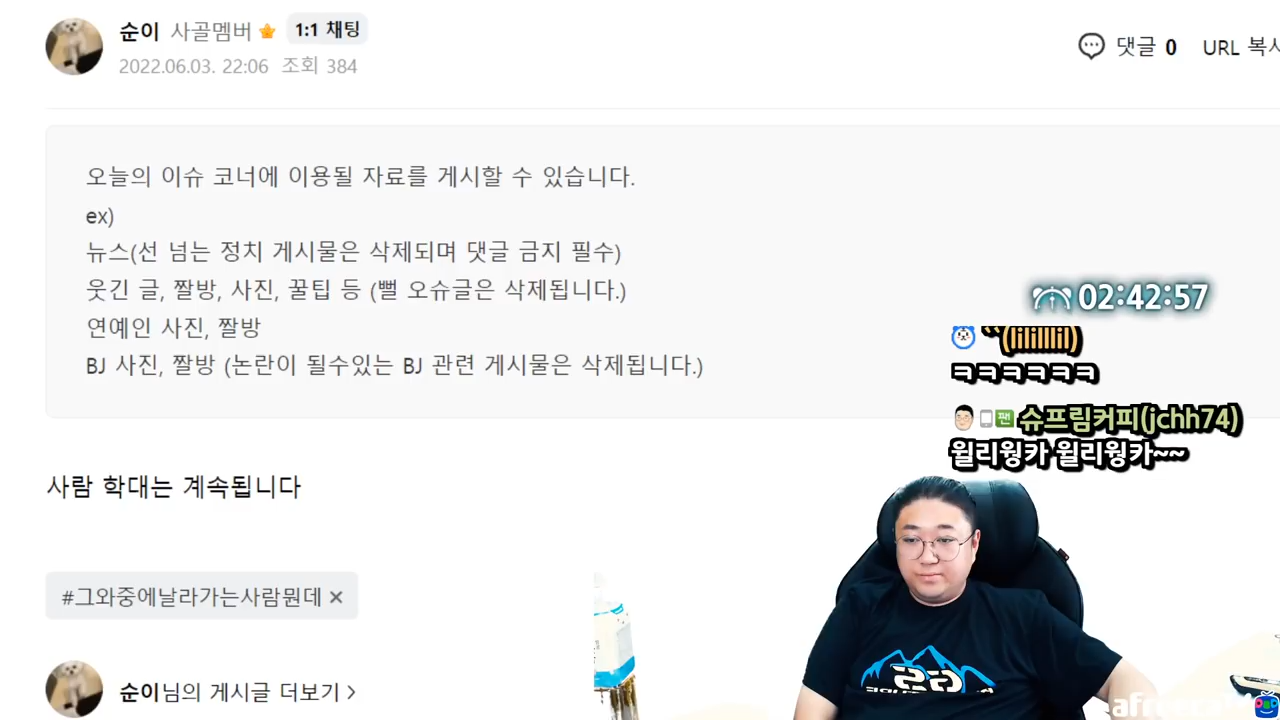 순이 사골멤버 1:1 채팅
2022.06.03. 22:06 조회 384
댓글 0 URL 복사
오늘의 이슈 코너에 이용될 자료를 게시할 수 있습니다.
ex)
뉴스(선 넘는 정치 게시물은 삭제되며 댓글 금지 필수)
웃긴 글, 짤방, 사진, 꿀팁 등 (뻘 오슈글은 삭제됩니다.)
연예인 사진, 짤방
BJ 사진, 짤방 (논란이 될수있는 BJ 관련 게시물은 삭제됩니다.)
02:42:57
ㅋㅋㅋㅋㅋㅋ
팬 슈프림커피(jchh74)
윌리웡카 윌리웡카~~
사람 학대는 계속됩니다
#그와중에날라가는사람뭔데 ×
순이님의 게시글 더보기 >